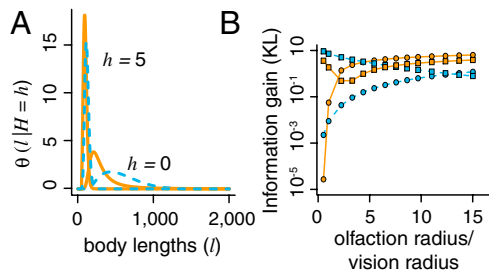 A
θ (l |H = h)
15
10
5
0
h = 5
h = 0
0
1,000
2,000
body lengths (l)
B
Information gain (KL)
10
10⁻¹
10⁻³
10⁻⁵
0
5
10
15
olfaction radius/
vision radius